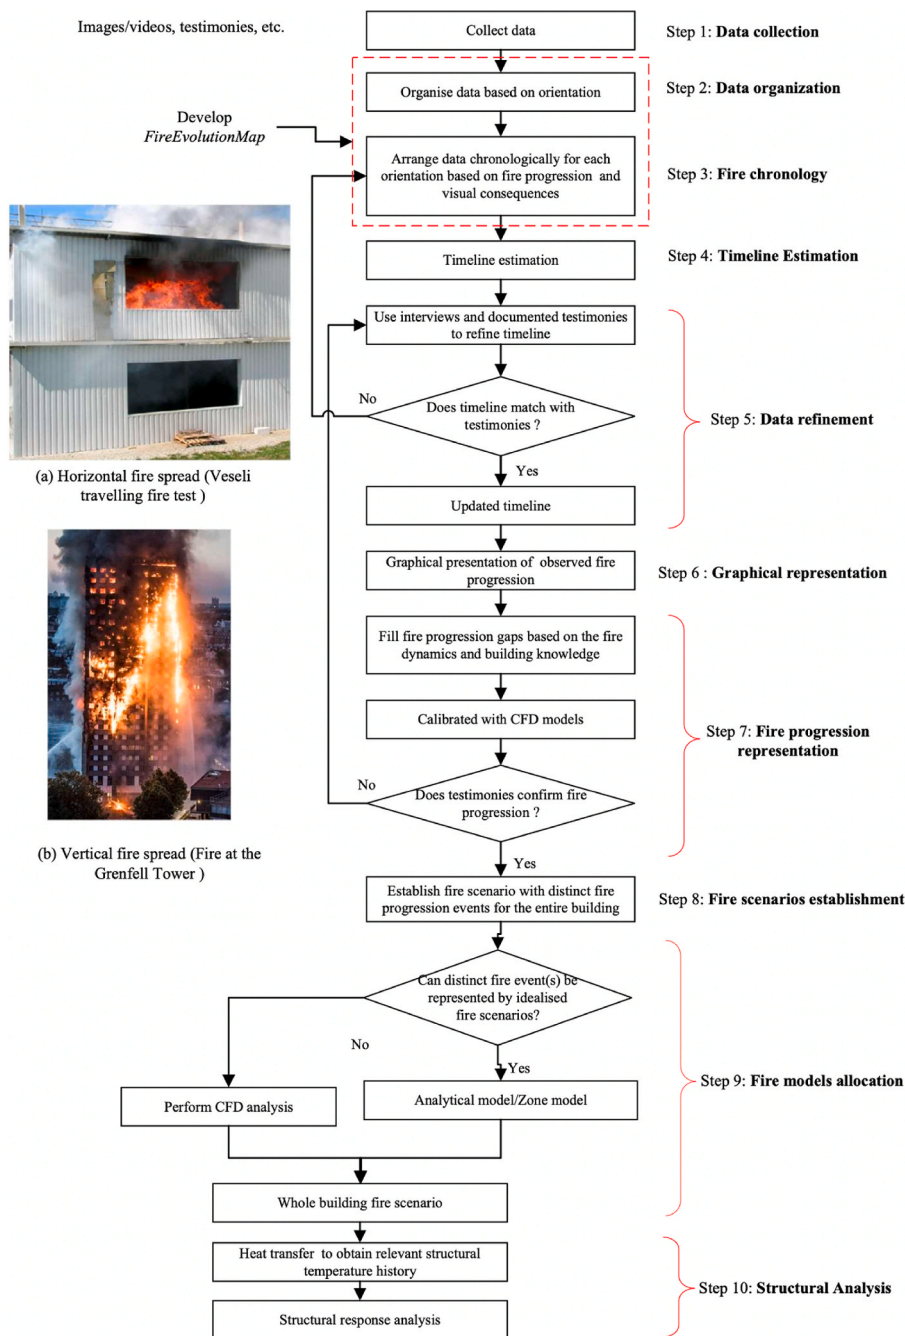 Images/videos, testimonies, etc.
Collect data
Step 1: Data collection
Organise data based on orientation
Step 2: Data organization
Develop
FireEvolutionMap
Arrange data chronologically for each
orientation based on fire progression and
visual consequences
Step 3: Fire chronology
Timeline estimation
Step 4: Timeline Estimation
Use interviews and documented testimonies
to refine timeline
No
Does timeline match with
testimonies ?
Step 5: Data refinement
Yes
(a) Horizontal fire spread (Veseli
travelling fire test )
Updated timeline
Graphical presentation of observed fire
progression
Step 6 : Graphical representation
Fill fire progression gaps based on the fire
dynamics and building knowledge
Calibrated with CFD models
Step 7: Fire progression
representation
No
Does testimonies confirm fire
progression ?
(b) Vertical fire spread (Fire at the
Grenfell Tower )
Yes
Establish fire scenario with distinct fire
progression events for the entire building
Step 8: Fire scenarios establishment
Can distinct fire event(s) be
represented by idealised
fire scenarios?
No
Yes
Step 9: Fire models allocation
Perform CFD analysis
Analytical model/Zone model
Whole building fire scenario
Heat transfer to obtain relevant structural
temperature history
Step 10: Structural Analysis
Structural response analysis